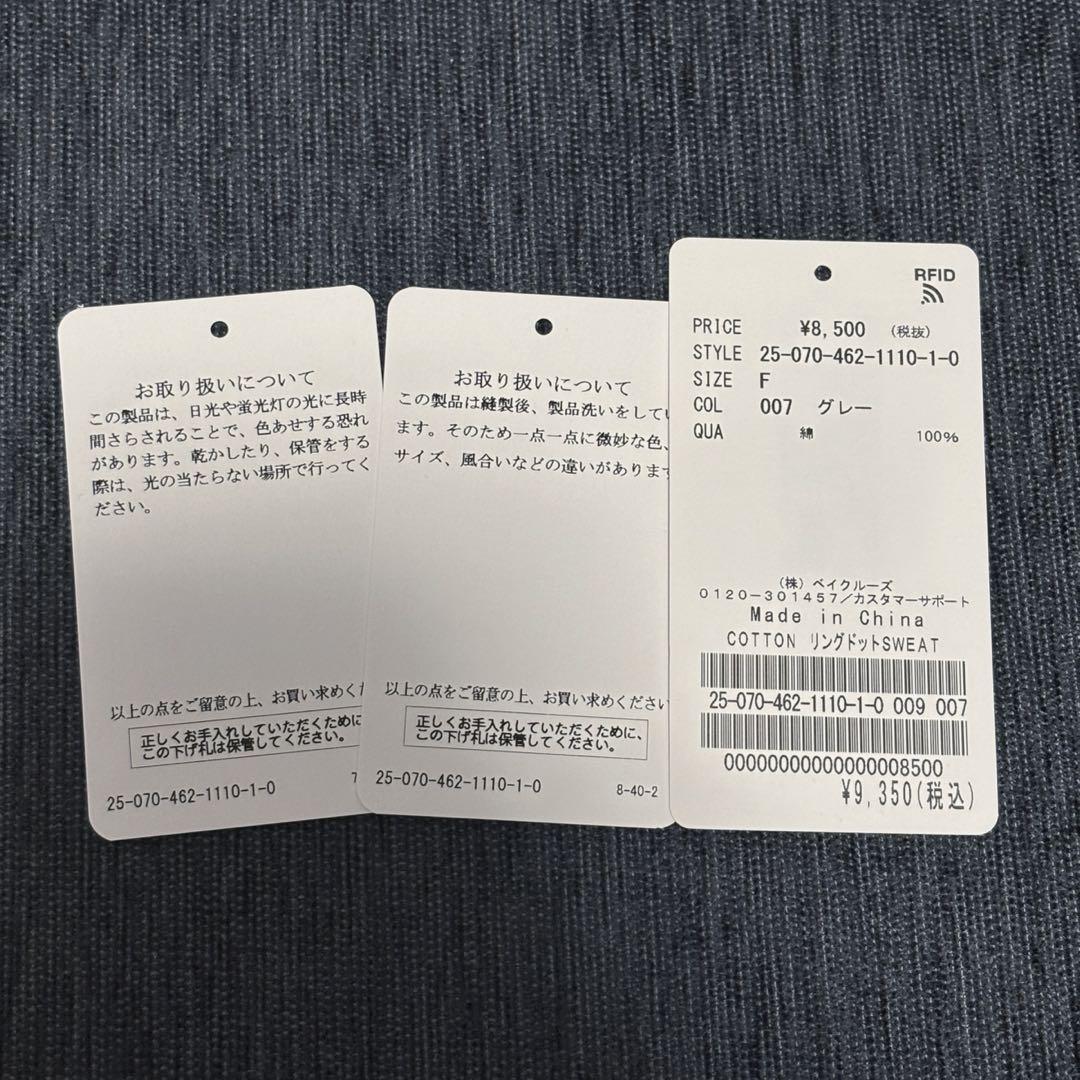 お取り扱いについて
この製品は、日光や蛍光灯の光に長時
間さらされることで、色あせする恐れ
があります。乾かしたり、保管をする
際は、光の当たらない場所で行ってく
ださい。
以上の点をご留意の上、お買い求めくだ
正しくお手入れしていただくために
この下げ札は保管してください。
25-070-462-1110-1-0
7
お取り扱いについて
この製品は縫製後、製品洗いをしてい
ます。そのため一点一点に微妙な色、
サイズ、風合いなどの違いがあります
以上の点をご留意の上、お買い求めください
正しくお手入れしていただくために、
この下げ札は保管してください。
25-070-462-1110-1-0
8-40-2
RFID
PRICE ¥8,500 (税抜)
STYLE 25-070-462-1110-1-0
SIZE F
COL 007 グレー
QUA 綿 100%
(株) ベイクルーズ
0120-301457/カスタマーサポート
Made in China
COTTON リングドットSWEAT
25-070-462-1110-1-0 009 007
00000000000000008500
¥9,350(税込)